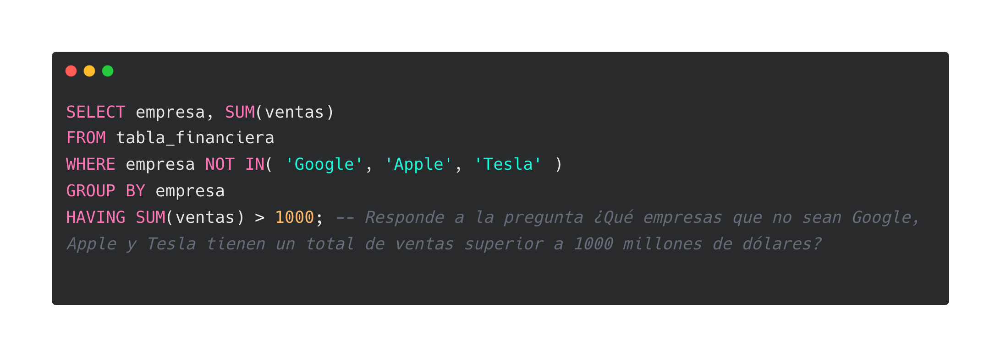 SELECT empresa, SUM(ventas)
FROM tabla_financiera
WHERE empresa NOT IN( 'Google', 'Apple', 'Tesla' )
GROUP BY empresa
HAVING SUM(ventas) > 1000; -- Responde a la pregunta ¿Qué empresas que no sean Google,
Apple y Tesla tienen un total de ventas superior a 1000 millones de dólares?